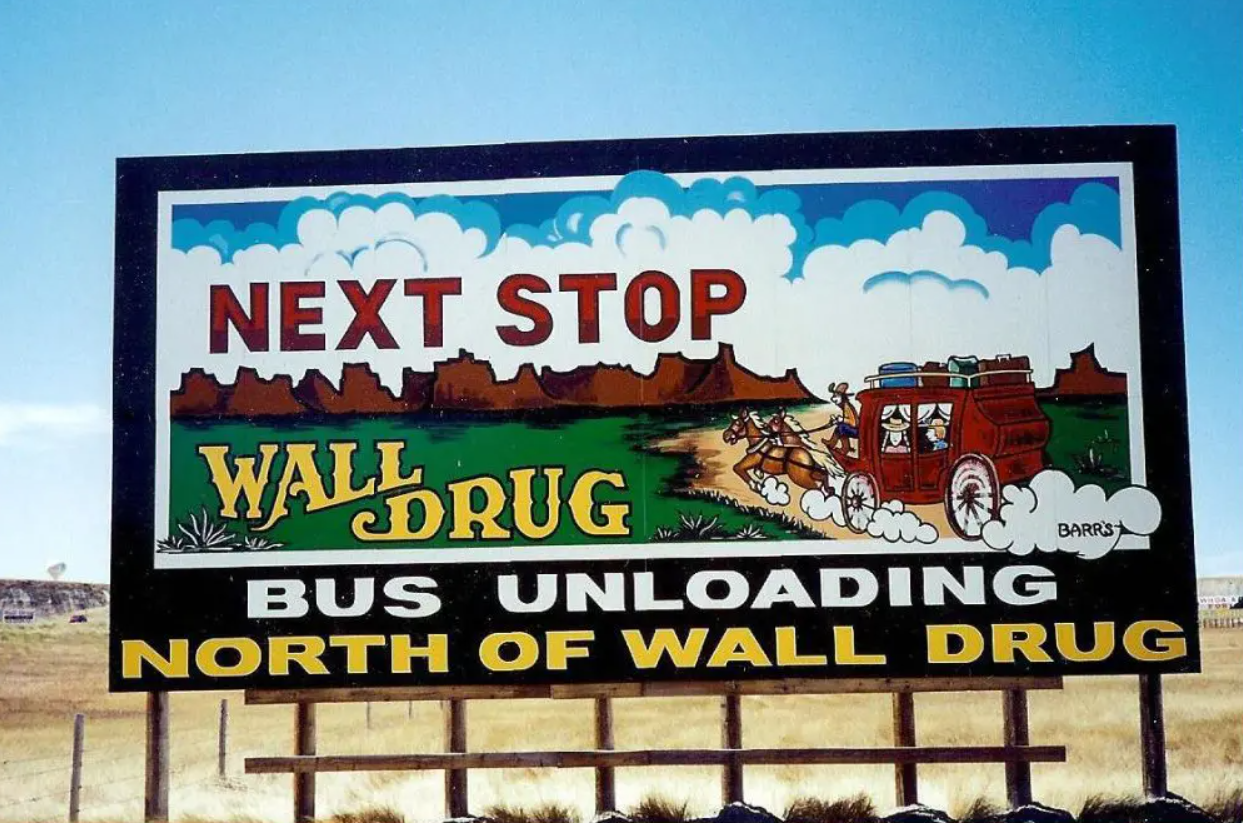 NEXT STOP
WALL
DRUG
BARR'S
BUS UNLOADING
NORTH OF WALL DRUG